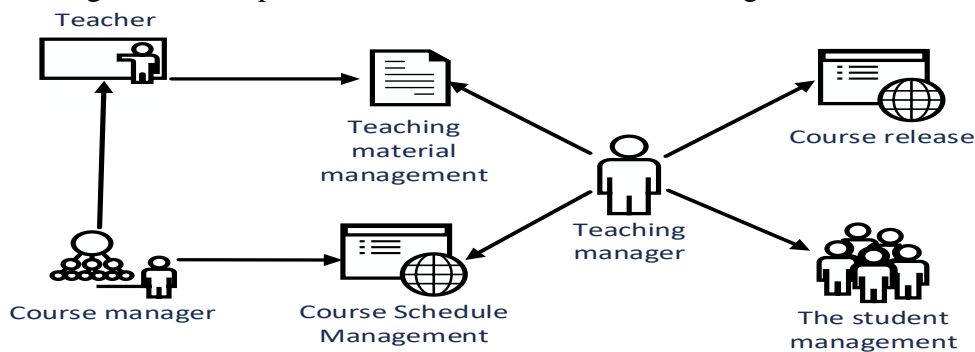 Teacher
Teaching
material
management
Course release
Teaching
manager
Course manager
Course Schedule
Management
The student
management